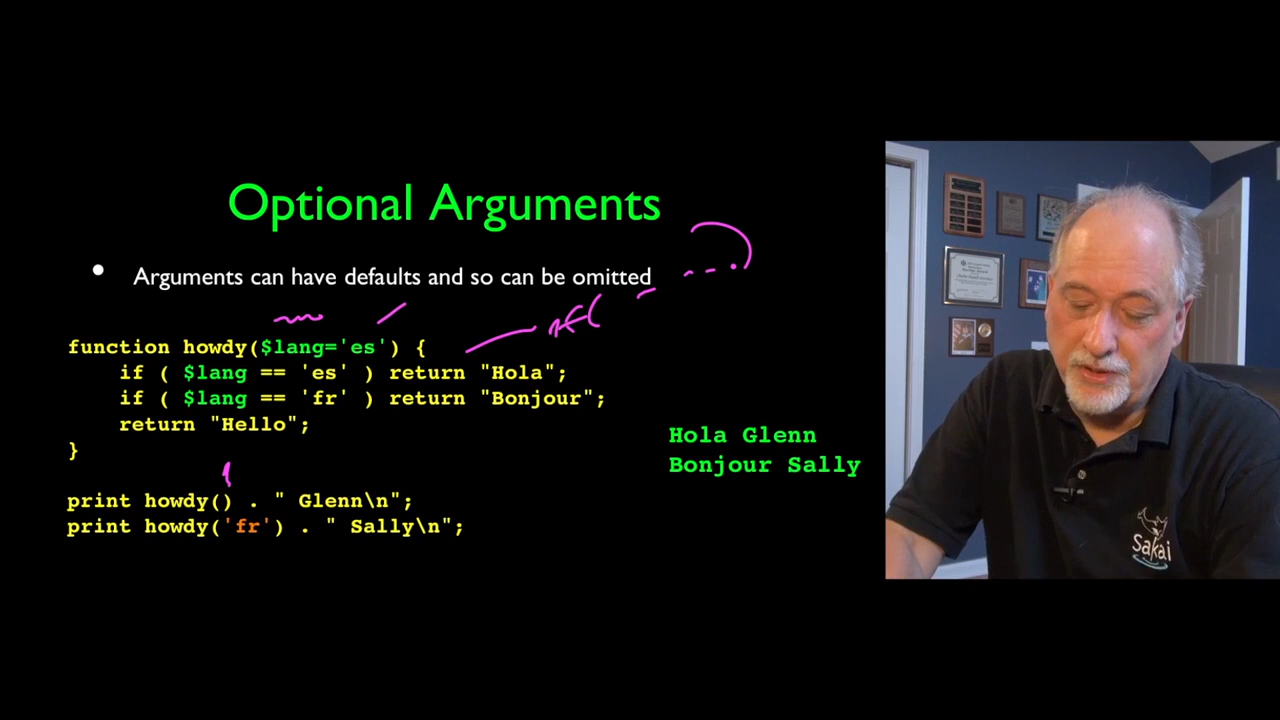 Optional Arguments
• Arguments can have defaults and so can be omitted
function howdy($lang='es') {
    if ( $lang == 'es' ) return "Hola";
    if ( $lang == 'fr' ) return "Bonjour";
    return "Hello";
}
print howdy() . " Glenn\n";
print howdy('fr') . " Sally\n";
Hola Glenn
Bonjour Sally
sakai